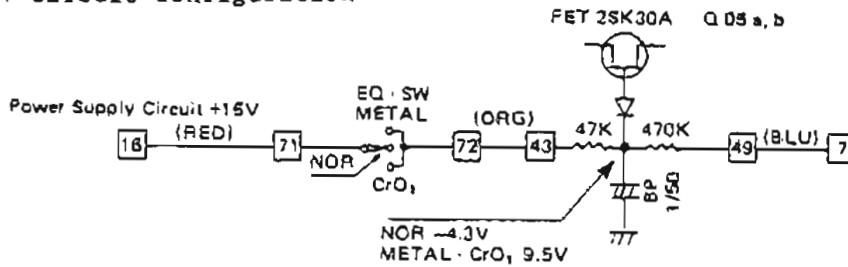 FET 2SK30A Q 05 a, b
EQ · SW
METAL
Power Supply Circuit +15V
(RED)
(ORG)
47K
470K
(BLU)
16
71
72
43
49
7
NOR
CrO₂
BP
1/50
NOR -4.3V
METAL · CrO₂ 9.5V